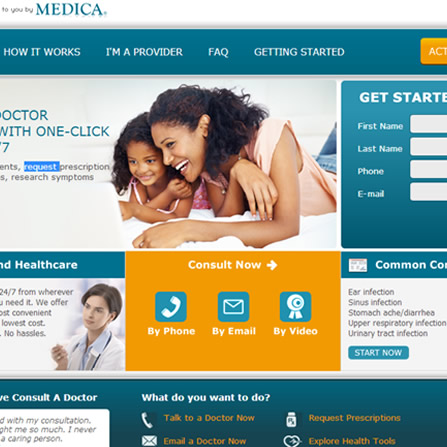 to you by MEDICA®
HOW IT WORKS I'M A PROVIDER FAQ GETTING STARTED ACT
DOCTOR
WITH ONE-CLICK
/7
ents, request prescription
s, research symptoms
GET STARTE
First Name
Last Name
Phone
E-mail
nd Healthcare
24/7 from wherever
u need it. We offer
ost convenient
lowest cost.
. No hassles.
Consult Now
By Phone By Email By Video
Common Con
Ear infection
Sinus infection
Stomach ache/diarrhea
Upper respiratory infection
Urinary tract infection
START NOW
ve Consult A Doctor
d with my consultation.
ght me so much. I never
a caring person.
What do you want to do?
Talk to a Doctor Now Request Prescriptions
Email a Doctor Now Explore Health Tools